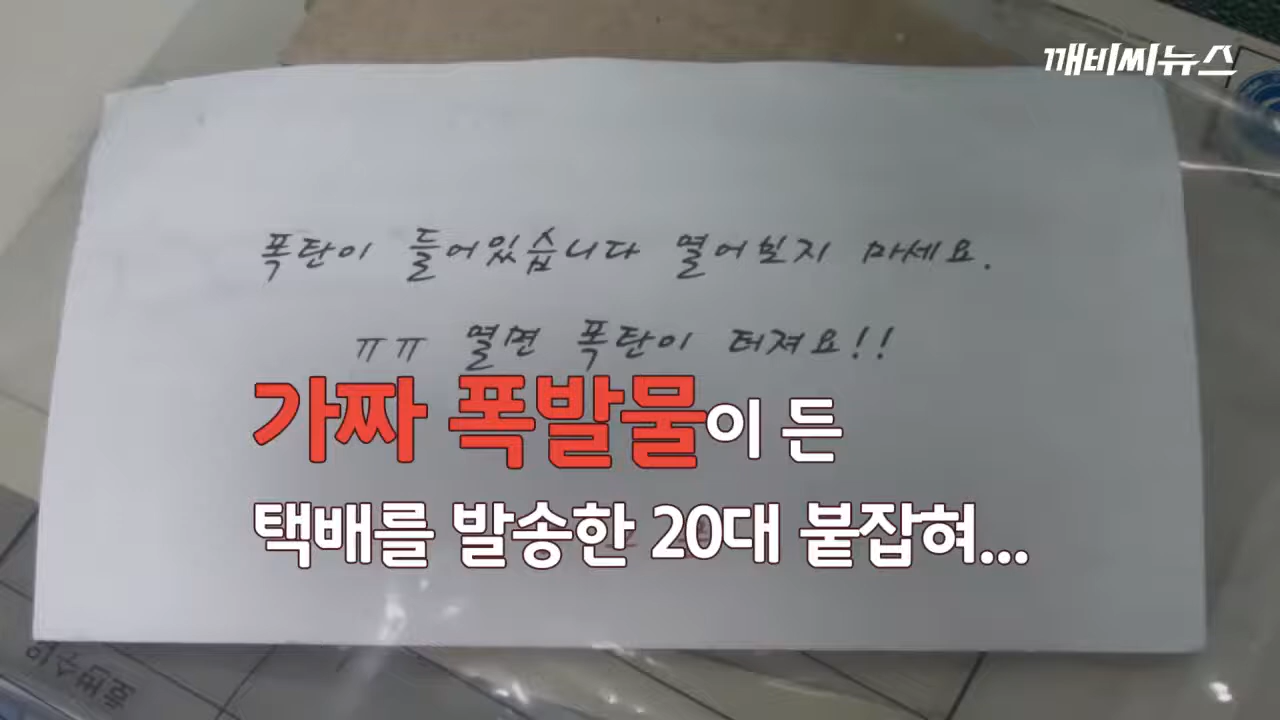 깨비씨뉴스
폭탄이 들어있습니다 열어보지 마세요.
ㅠㅠ 열면 폭탄이 터져요!!
가짜 폭발물이 든
택배를 발송한 20대 붙잡혀...